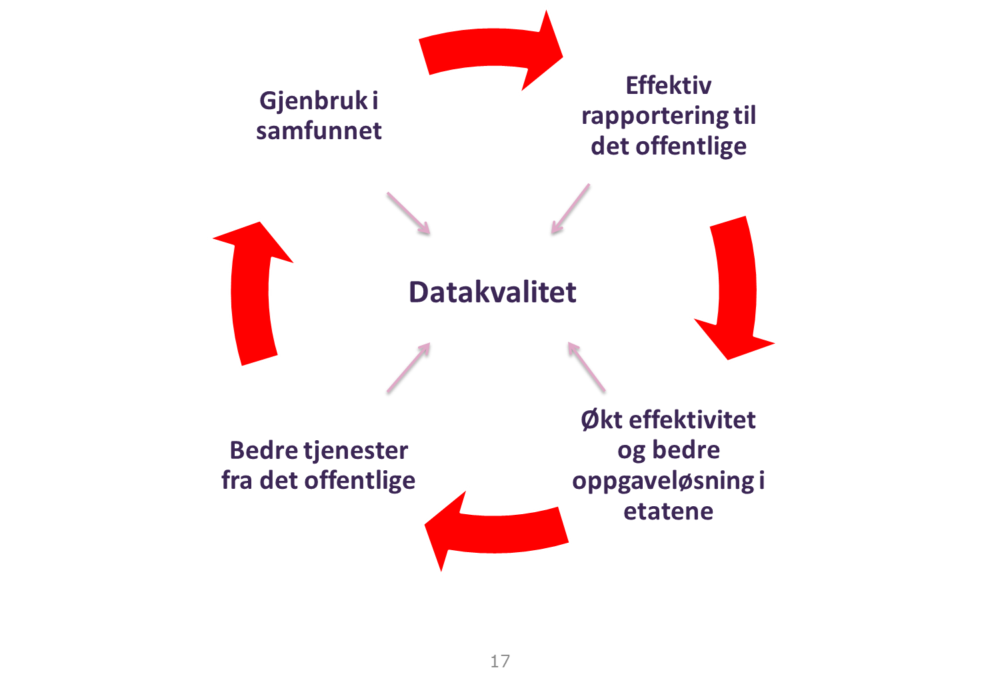 Gjenbruk i
samfunnet
Effektiv
rapportering til
det offentlige
Datakvalitet
Bedre tjenester
fra det offentlige
Økt effektivitet
og bedre
oppgaveløsning i
etatene
17